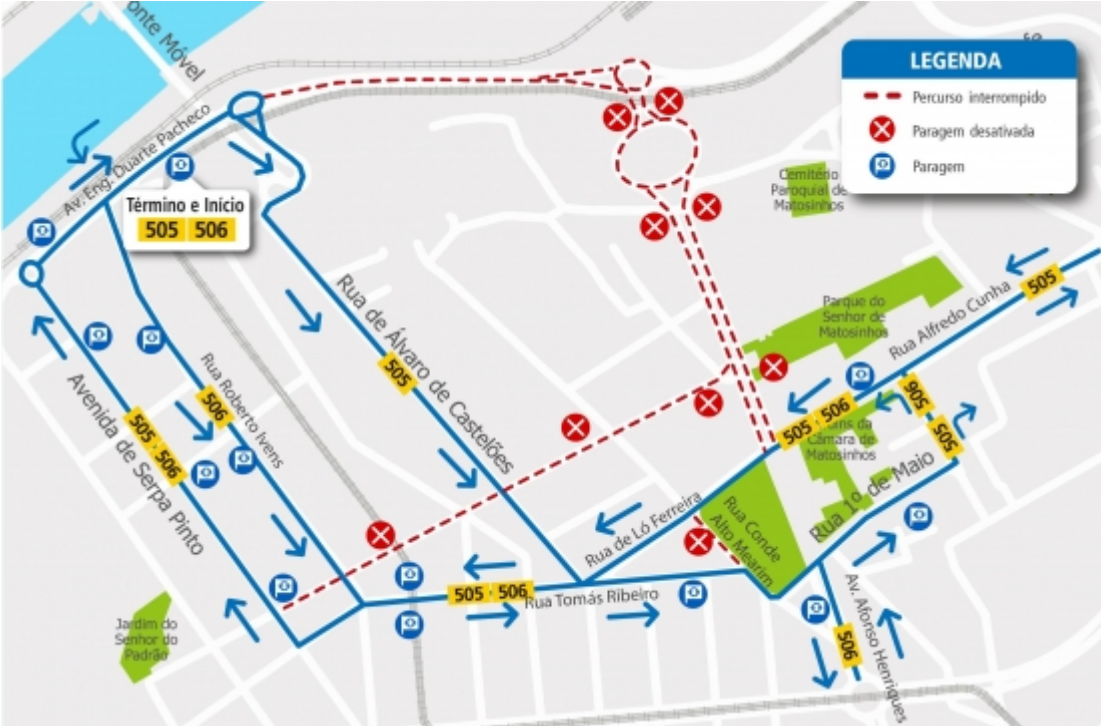 onte Móvel
LEGENDA
Percurso interrompido
Paragem desativada
Paragem
Av. Eng. Duarte Pacheco
Término e Início
505 506
Cemitério
Paroquial de
Matosinhos
Rua de Álvaro de Castelões
505
Parque do
Senhor de
Matosinhos
Rua Alfredo Cunha
505
Rua Roberto Ivens
506
Avenida de Serpa Pinto
505 506
505 506
506
505
ns da
Câmara de
Matosinhos
Rua 1º de Maio
Rua de Ló Ferreira
Rua Conde
Alto Mearim
505 506
Rua Tomás Ribeiro
Av. Afonso Henriques
506
Jardim do
Senhor do
Padrão